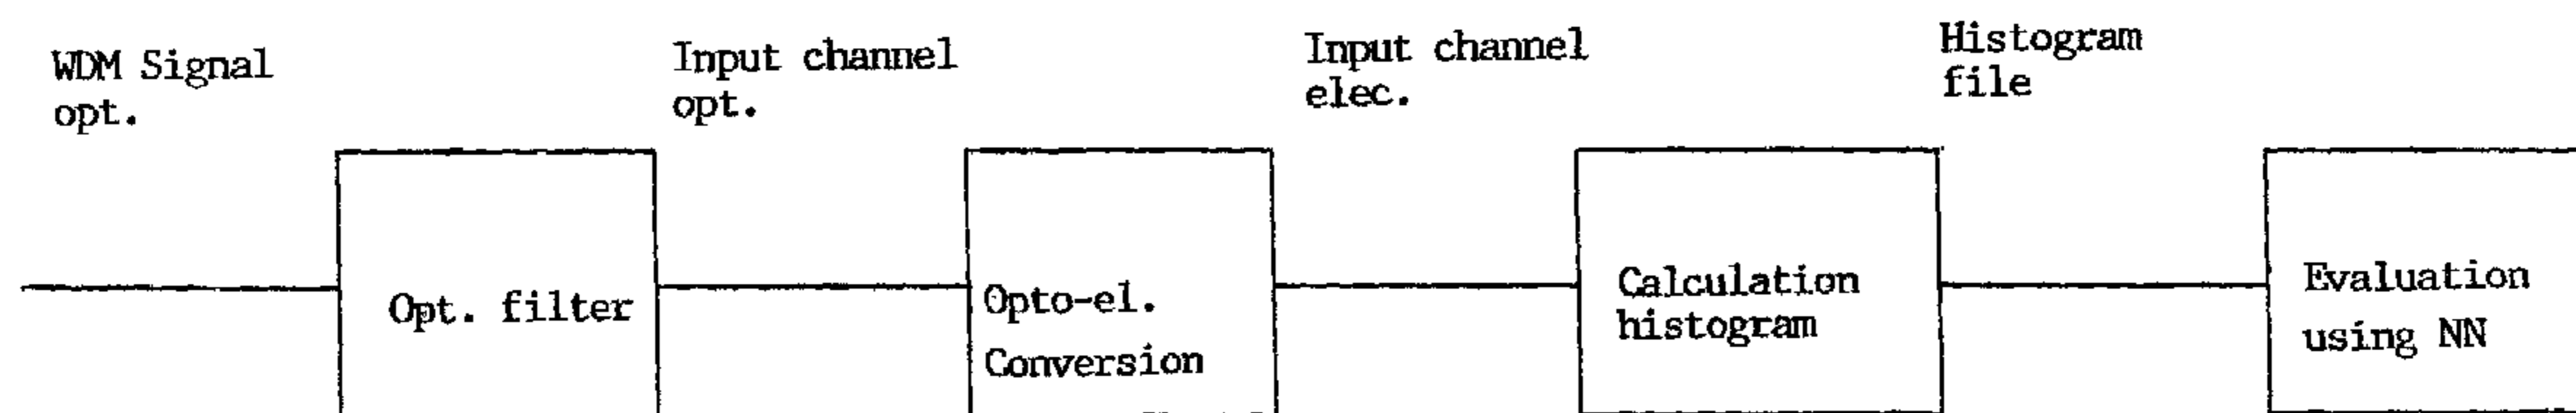 WDM Signal
opt.
Input channel
opt.
Input channel
elec.
Histogram
file
Opt. filter
Opto-el.
Conversion
Calculation
histogram
Evaluation
using NN